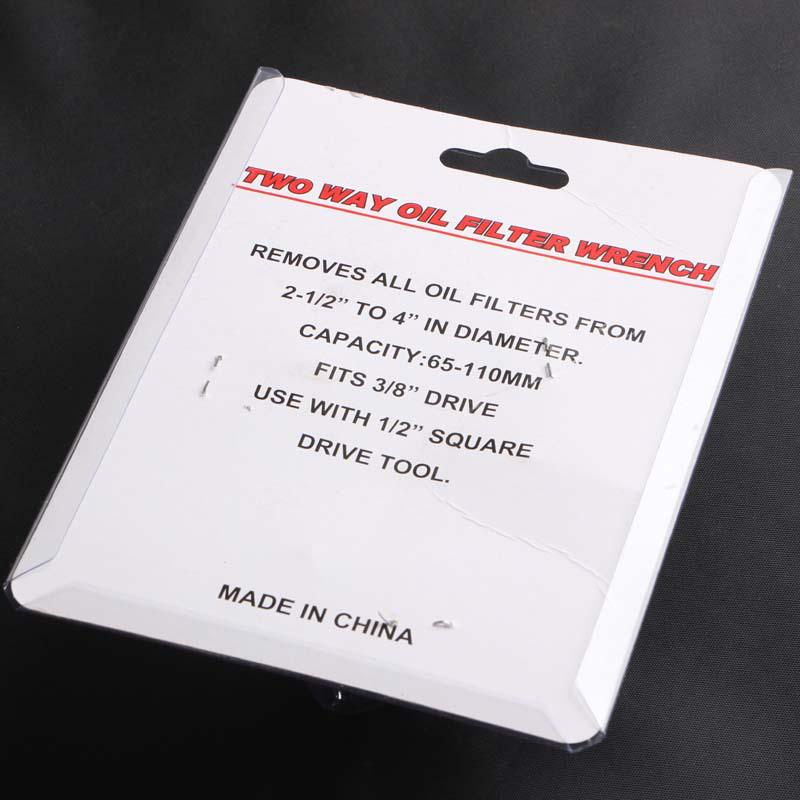 TWO WAY OIL FILTER WRENCH
REMOVES ALL OIL FILTERS FROM
2-1/2” TO 4” IN DIAMETER.
CAPACITY:65-110MM
FITS 3/8” DRIVE
USE WITH 1/2” SQUARE
DRIVE TOOL.
MADE IN CHINA